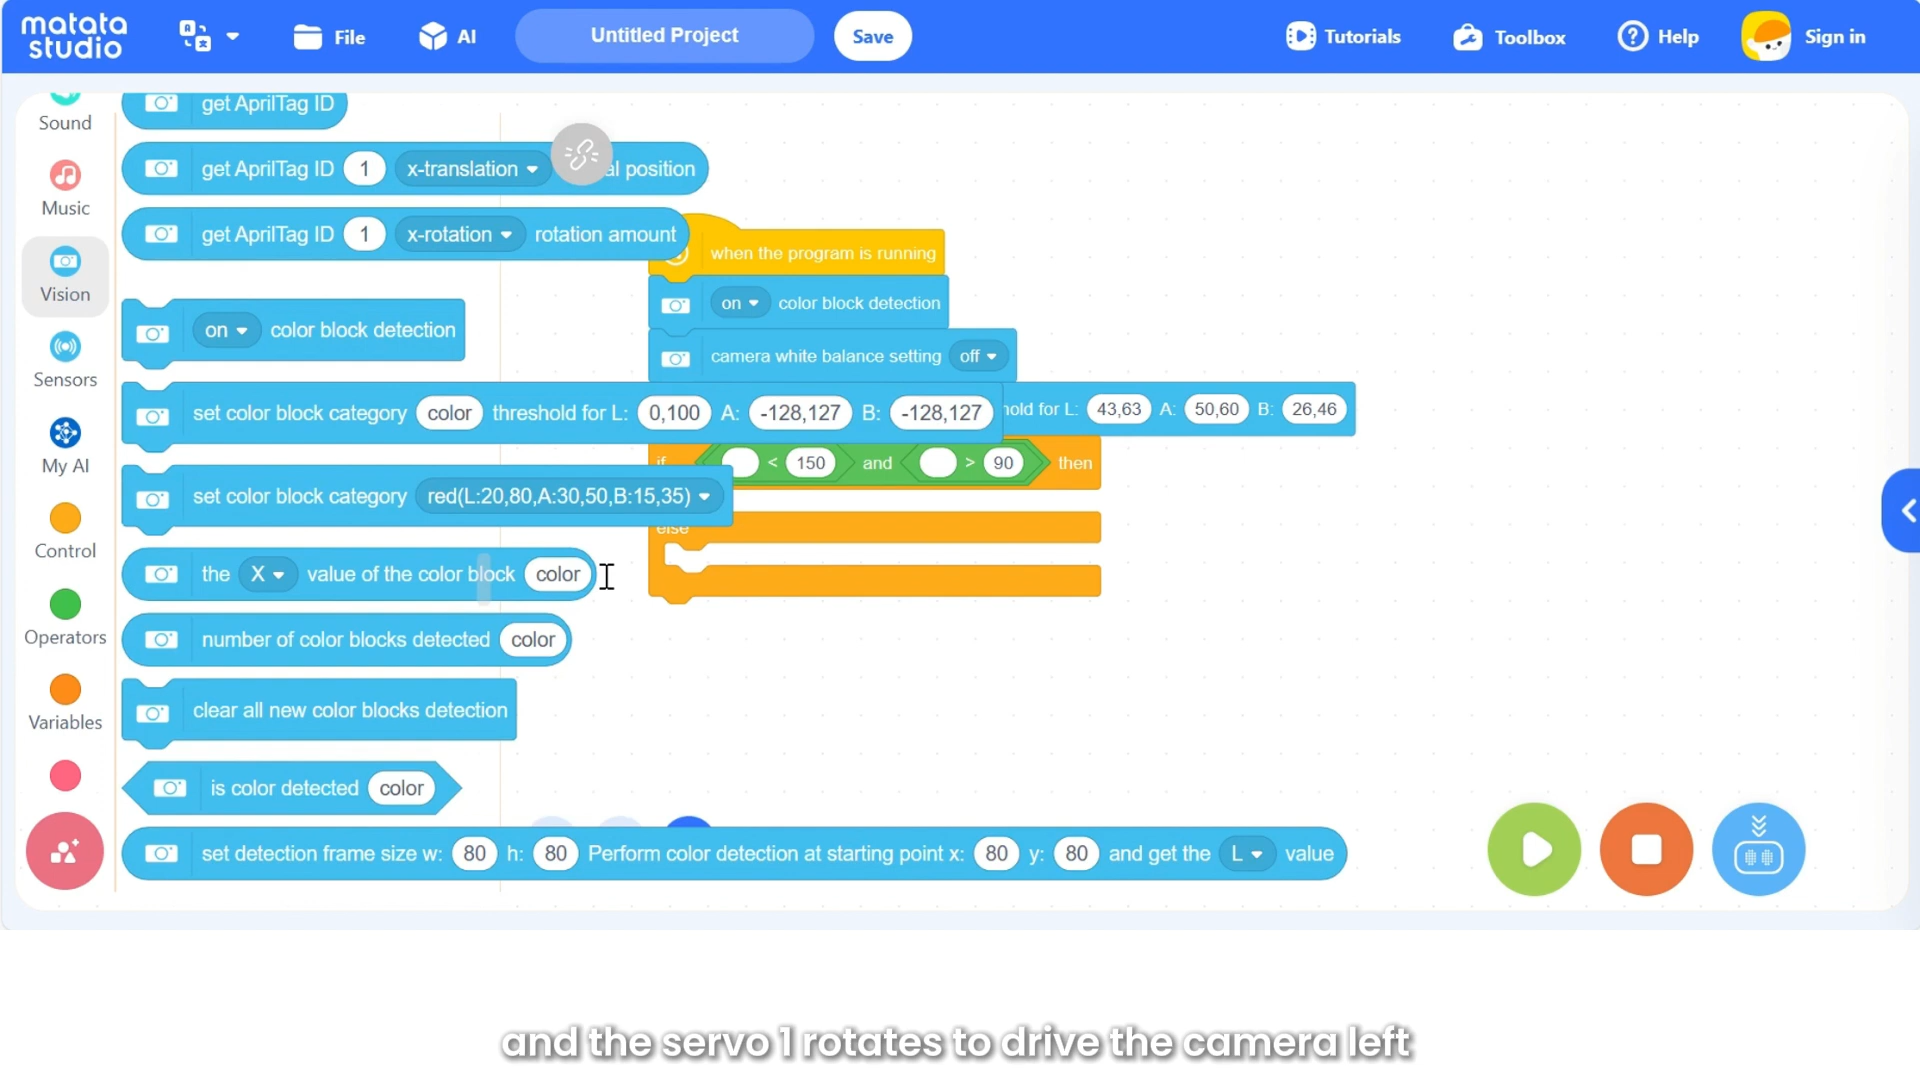 matata
studio
File
AI
Untitled Project
Save
Tutorials
Toolbox
Help
Sign in
Sound
Music
Vision
Sensors
My AI
Control
Operators
Variables
get AprilTag ID
get AprilTag ID 1 x-translation al position
get AprilTag ID 1 x-rotation rotation amount
on color block detection
set color block category color threshold for L: 0,100 A: -128,127 B: -128,127
set color block category red(L:20,80,A:30,50,B:15,35)
the X value of the color block color
number of color blocks detected color
clear all new color blocks detection
is color detected color
set detection frame size w: 80 h: 80 Perform color detection at starting point x: 80 y: 80 and get the L value
when the program is running
on color block detection
camera white balance setting off
hold for L: 43,63 A: 50,60 B: 26,46
if < 150 and > 90 then
else
and the servo 1 rotates to drive the camera left